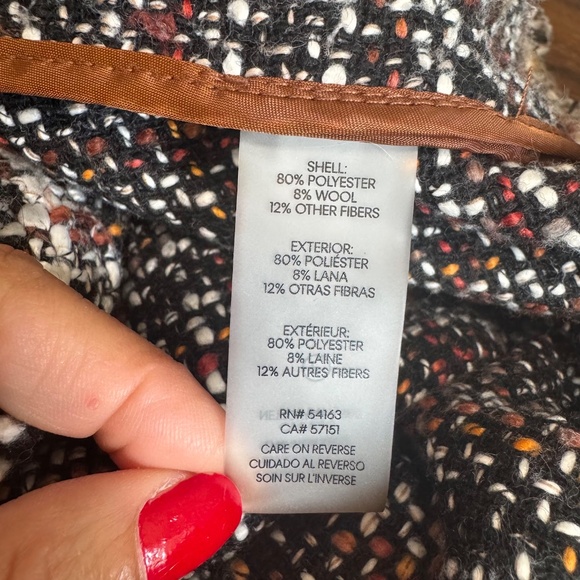 SHELL:
80% POLYESTER
8% WOOL
12% OTHER FIBERS
EXTERIOR:
80% POLIÉSTER
8% LANA
12% OTRAS FIBRAS
EXTÉRIEUR:
80% POLYESTER
8% LAINE
12% AUTRES FIBERS
RN# 54163
CA# 57151
CARE ON REVERSE
CUIDADO AL REVERSO
SOIN SUR L'INVERSE